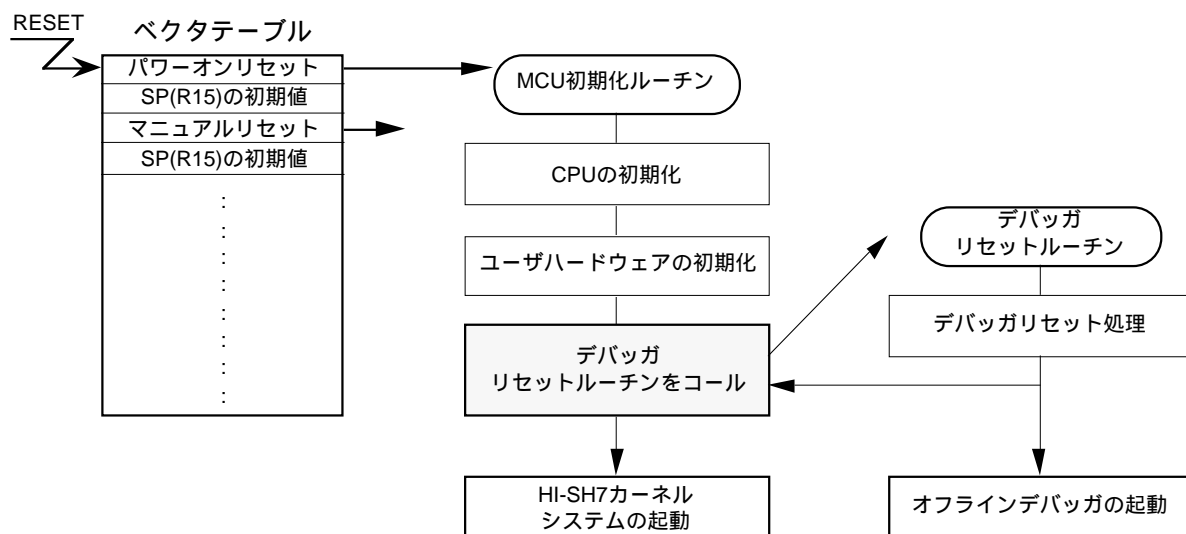 RESET
ベクタテーブル
パワーオンリセット
SP(R15)の初期値
マニュアルリセット
SP(R15)の初期値
:
:
:
:
:
:
:
:
MCU初期化ルーチン
CPUの初期化
ユーザハードウェアの初期化
デバッガ
リセットルーチンをコール
HI-SH7カーネル
システムの起動
デバッガ
リセットルーチン
デバッガリセット処理
オフラインデバッガの起動